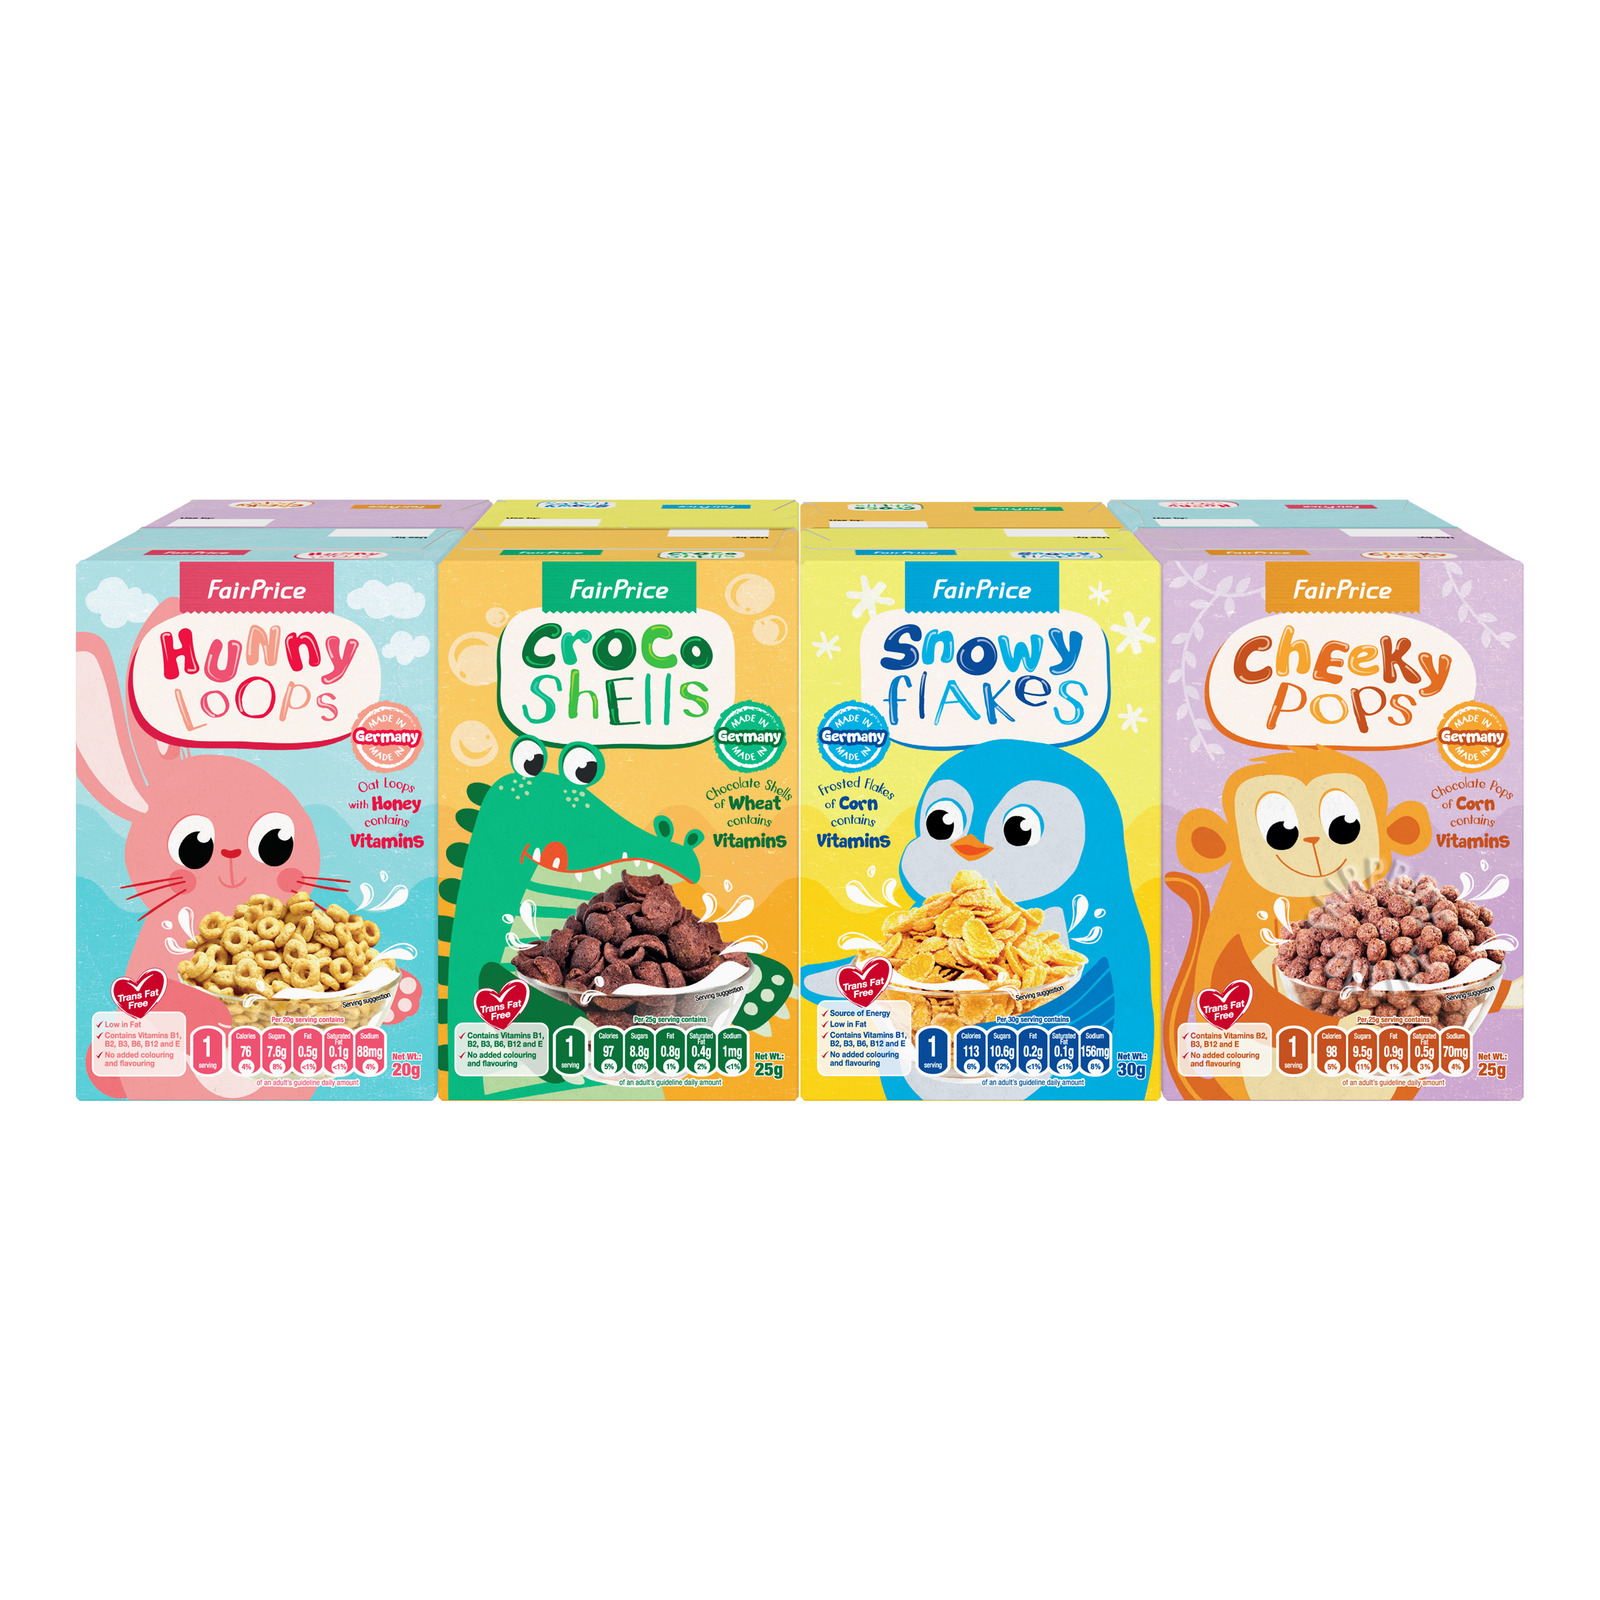 FairPrice
Hunny
Loops
MADE IN
Germany
MADE IN
Oat Loops
with Honey
contains
Vitamins
Trans Fat
Free
Low in Fat
Contains Vitamins B1,
B2, B3, B6, B12 and E
No added colouring
and flavouring
Serving suggestion
Per 20g serving contains
1
serving
Calories
76
4%
Sugars
7.6g
8%
Fat
0.5g
<1%
Saturated
Fat
0.1g
<1%
Sodium
88mg
4%
of an adult's guideline daily amount
Net Wt.:
20g
FairPrice
Croco
Shells
MADE IN
Germany
MADE IN
Chocolate Shells
of Wheat
contains
Vitamins
Trans Fat
Free
Contains Vitamins B1,
B2, B3, B6, B12 and E
No added colouring
and flavouring
Serving suggestion
Per 25g serving contains
1
serving
Calories
97
5%
Sugars
8.8g
10%
Fat
0.8g
1%
Saturated
Fat
0.4g
2%
Sodium
1mg
<1%
of an adult's guideline daily amount
Net Wt.:
25g
FairPrice
Snowy
Flakes
MADE IN
Germany
MADE IN
Frosted Flakes
of Corn
contains
Vitamins
Trans Fat
Free
Source of Energy
Low in Fat
Contains Vitamins B1,
B2, B3, B6, B12 and E
No added colouring
and flavouring
Serving suggestion
Per 30g serving contains
1
serving
Calories
113
6%
Sugars
10.6g
12%
Fat
0.2g
<1%
Saturated
Fat
0.1g
<1%
Sodium
156mg
8%
of an adult's guideline daily amount
Net Wt.:
30g
FairPrice
Cheeky
Pops
MADE IN
Germany
MADE IN
Chocolate Pops
of Corn
contains
Vitamins
Trans Fat
Free
Contains Vitamins B2,
B3, B12 and E
No added colouring
and flavouring
Serving suggestion
Per 25g serving contains
1
serving
Calories
98
5%
Sugars
9.5g
11%
Fat
0.9g
1%
Saturated
Fat
0.5g
3%
Sodium
70mg
4%
of an adult's guideline daily amount
Net Wt.:
25g